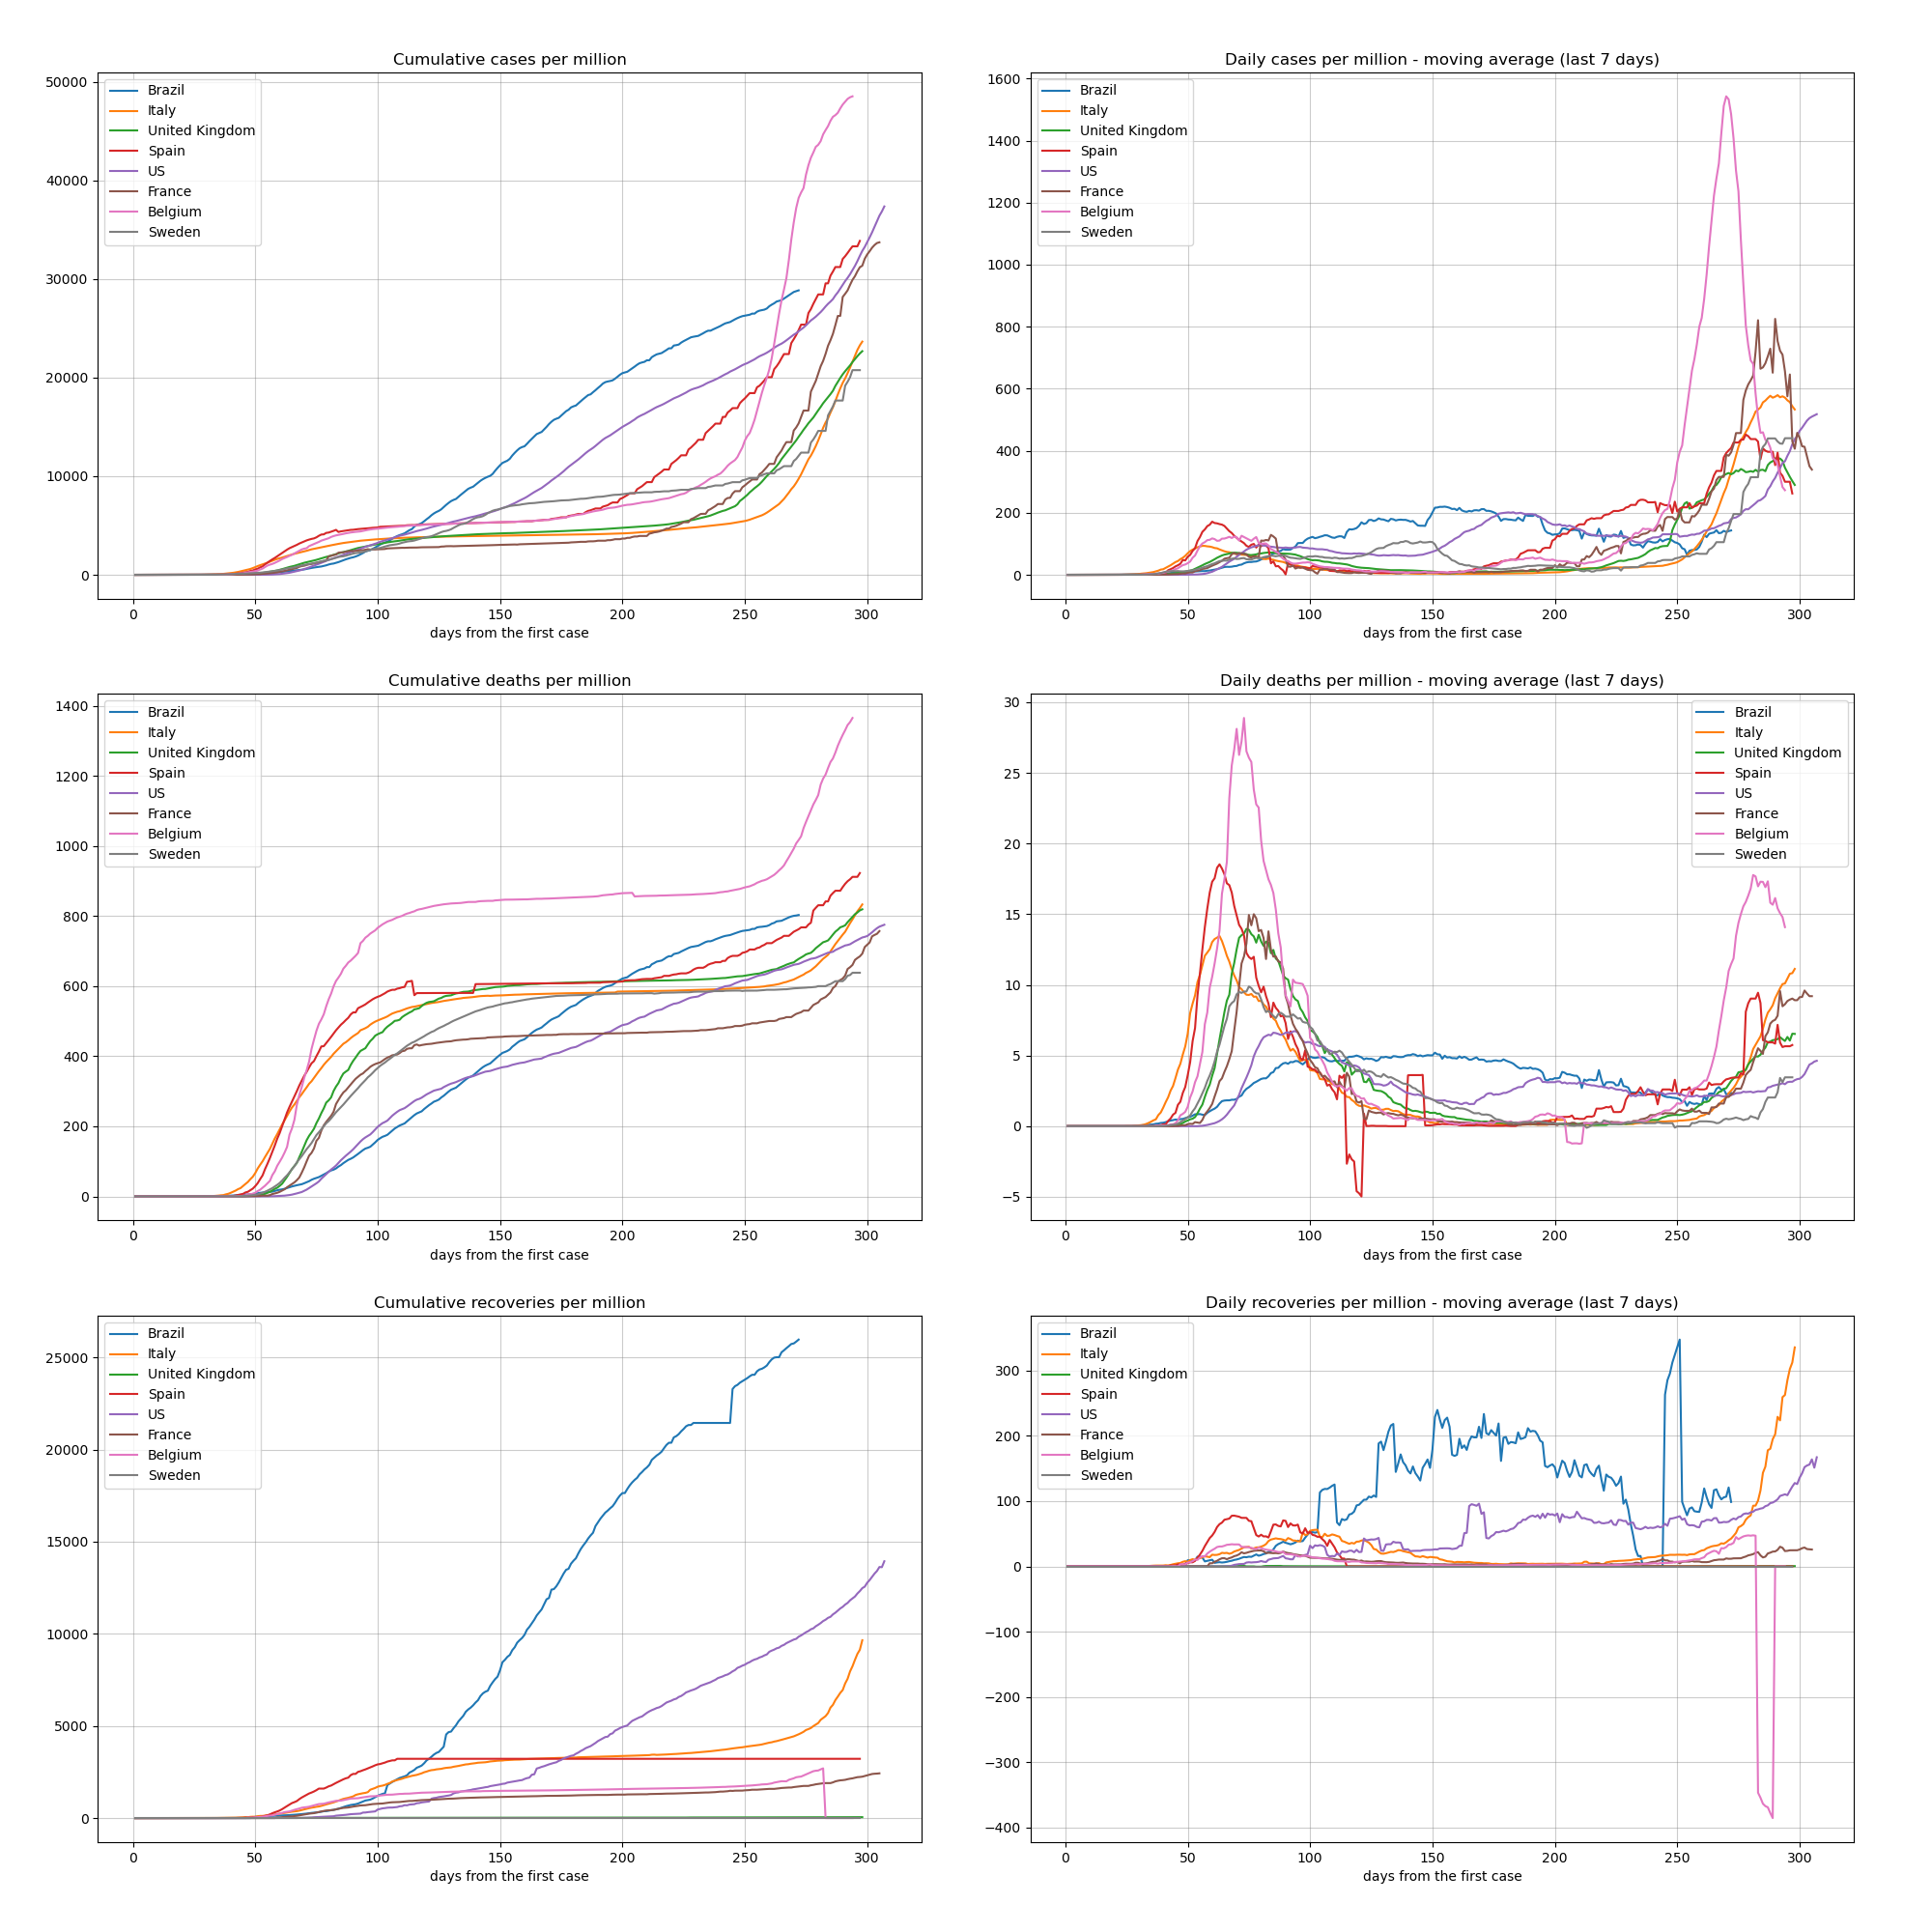 Cumulative cases per million
50000
40000
30000
20000
10000
0
0 50 100 150 200 250 300
days from the first case
Brazil
Italy
United Kingdom
Spain
US
France
Belgium
Sweden
Daily cases per million - moving average (last 7 days)
1600
1400
1200
1000
800
600
400
200
0
0 50 100 150 200 250 300
days from the first case
Brazil
Italy
United Kingdom
Spain
US
France
Belgium
Sweden
Cumulative deaths per million
1400
1200
1000
800
600
400
200
0
0 50 100 150 200 250 300
days from the first case
Brazil
Italy
United Kingdom
Spain
US
France
Belgium
Sweden
Daily deaths per million - moving average (last 7 days)
30
25
20
15
10
5
0
−5
0 50 100 150 200 250 300
days from the first case
Brazil
Italy
United Kingdom
Spain
US
France
Belgium
Sweden
Cumulative recoveries per million
25000
20000
15000
10000
5000
0
0 50 100 150 200 250 300
days from the first case
Brazil
Italy
United Kingdom
Spain
US
France
Belgium
Sweden
Daily recoveries per million - moving average (last 7 days)
300
200
100
0
−100
−200
−300
−400
0 50 100 150 200 250 300
days from the first case
Brazil
Italy
United Kingdom
Spain
US
France
Belgium
Sweden